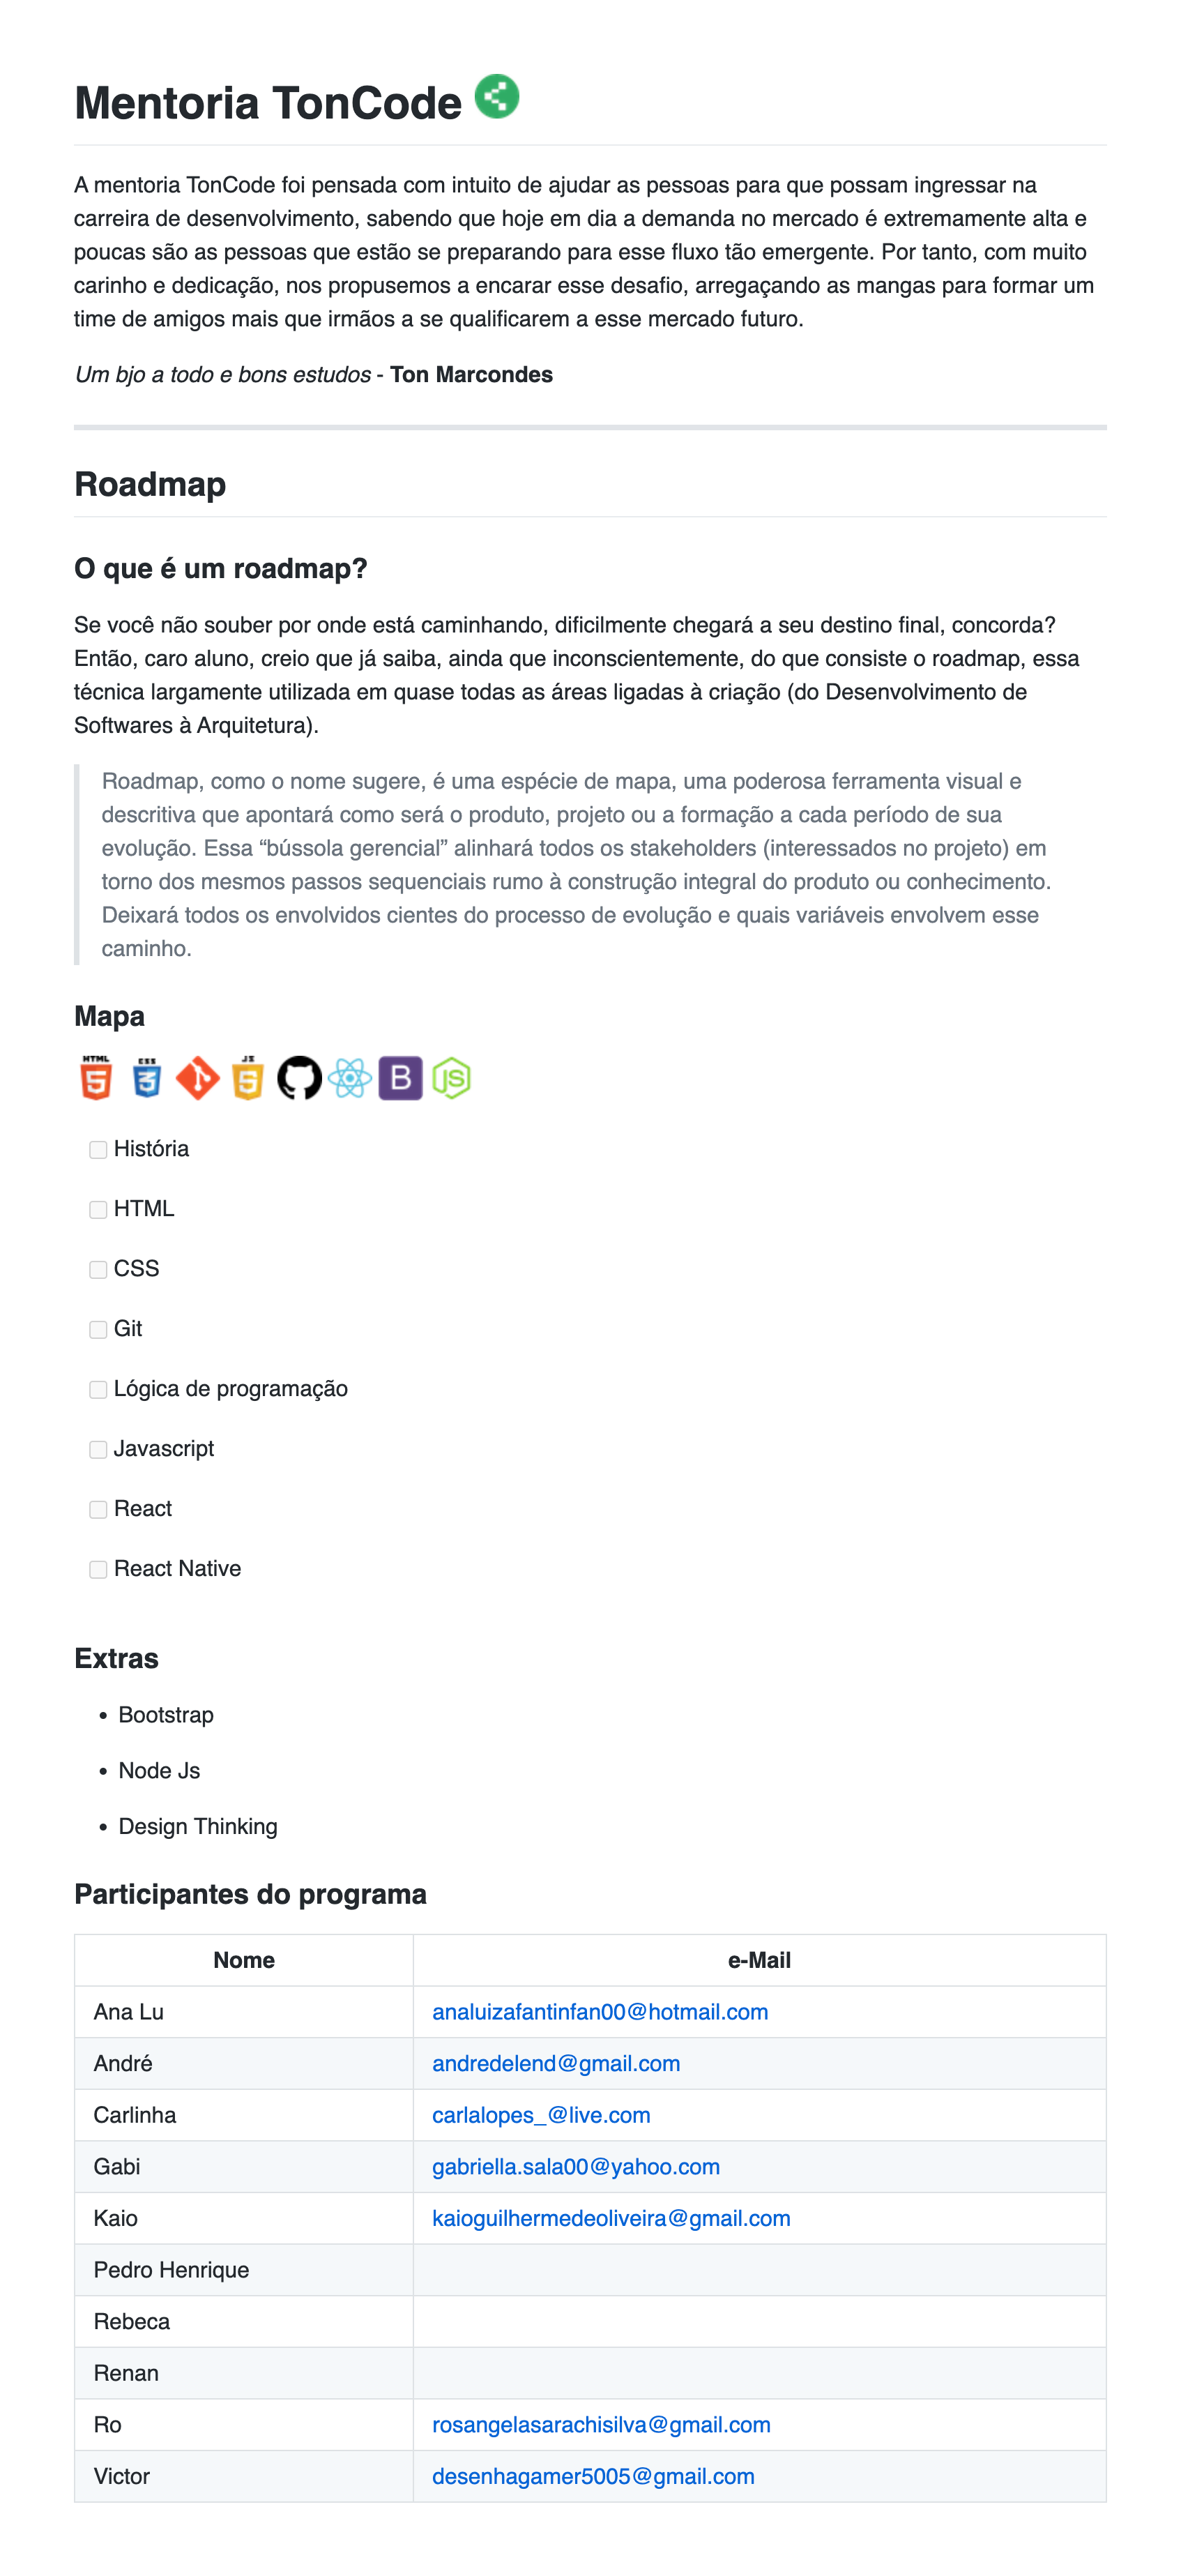 Mentoria TonCode
A mentoria TonCode foi pensada com intuito de ajudar as pessoas para que possam ingressar na
carreira de desenvolvimento, sabendo que hoje em dia a demanda no mercado é extremamente alta e
poucas são as pessoas que estão se preparando para esse fluxo tão emergente. Por tanto, com muito
carinho e dedicação, nos propusemos a encarar esse desafio, arregaçando as mangas para formar um
time de amigos mais que irmãos a se qualificarem a esse mercado futuro.
Um bjo a todo e bons estudos - Ton Marcondes
Roadmap
O que é um roadmap?
Se você não souber por onde está caminhando, dificilmente chegará a seu destino final, concorda?
Então, caro aluno, creio que já saiba, ainda que inconscientemente, do que consiste o roadmap, essa
técnica largamente utilizada em quase todas as áreas ligadas à criação (do Desenvolvimento de
Softwares à Arquitetura).
Roadmap, como o nome sugere, é uma espécie de mapa, uma poderosa ferramenta visual e
descritiva que apontará como será o produto, projeto ou a formação a cada período de sua
evolução. Essa “bússola gerencial” alinhará todos os stakeholders (interessados no projeto) em
torno dos mesmos passos sequenciais rumo à construção integral do produto ou conhecimento.
Deixará todos os envolvidos cientes do processo de evolução e quais variáveis envolvem esse
caminho.
Mapa
HTML 5 CSS 3 JS 5 B JS
História
HTML
CSS
Git
Lógica de programação
Javascript
React
React Native
Extras
Bootstrap
Node Js
Design Thinking
Participantes do programa
Nome e-Mail
Ana Lu analuizafantinfan00@hotmail.com
André andredelend@gmail.com
Carlinha carlalopes_@live.com
Gabi gabriella.sala00@yahoo.com
Kaio kaioguilhermedeoliveira@gmail.com
Pedro Henrique
Rebeca
Renan
Ro rosangelasarachisilva@gmail.com
Victor desenhagamer5005@gmail.com